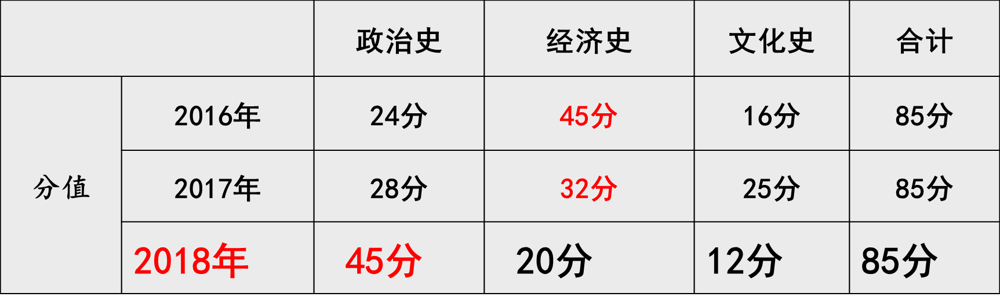 政治史 经济史 文化史 合计
分值
2016年 24分 45分 16分 85分
2017年 28分 32分 25分 85分
2018年 45分 20分 12分 85分